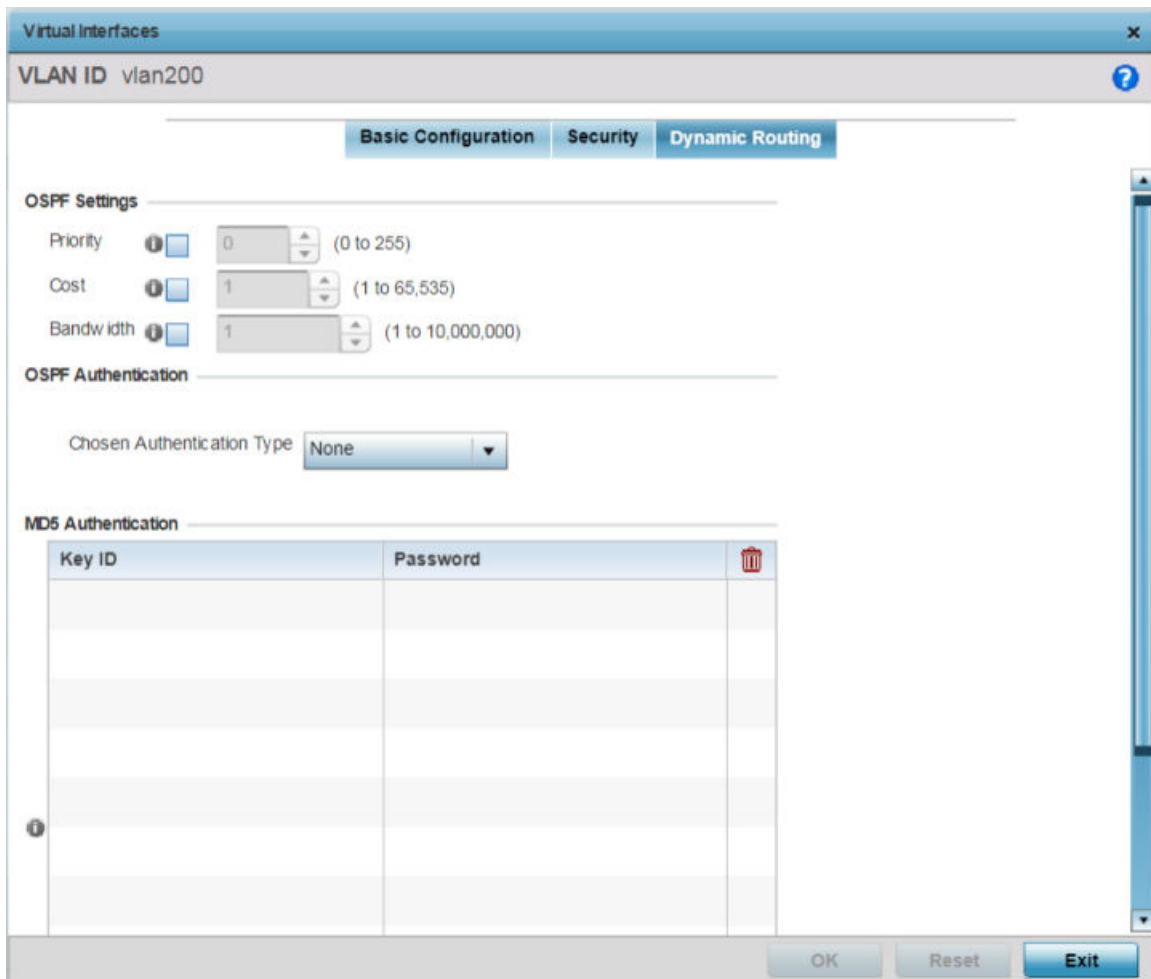 Virtual Interfaces
VLAN ID vlan200
Basic Configuration Security Dynamic Routing
OSPF Settings
Priority 0 (0 to 255)
Cost 1 (1 to 65,535)
Bandwidth 1 (1 to 10,000,000)
OSPF Authentication
Chosen Authentication Type None
MD5 Authentication
Key ID Password
OK Reset Exit